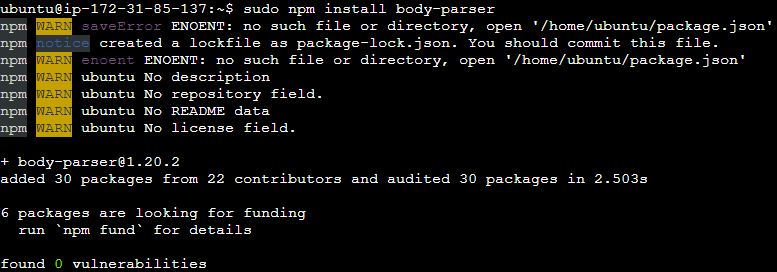 ubuntu@ip-172-31-85-137:~$ sudo npm install body-parser
npm WARN saveError ENOENT: no such file or directory, open '/home/ubuntu/package.json'
npm notice created a lockfile as package-lock.json. You should commit this file.
npm WARN enoent ENOENT: no such file or directory, open '/home/ubuntu/package.json'
npm WARN ubuntu No description
npm WARN ubuntu No repository field.
npm WARN ubuntu No README data
npm WARN ubuntu No license field.
+ body-parser@1.20.2
added 30 packages from 22 contributors and audited 30 packages in 2.503s
6 packages are looking for funding
run `npm fund` for details
found 0 vulnerabilities